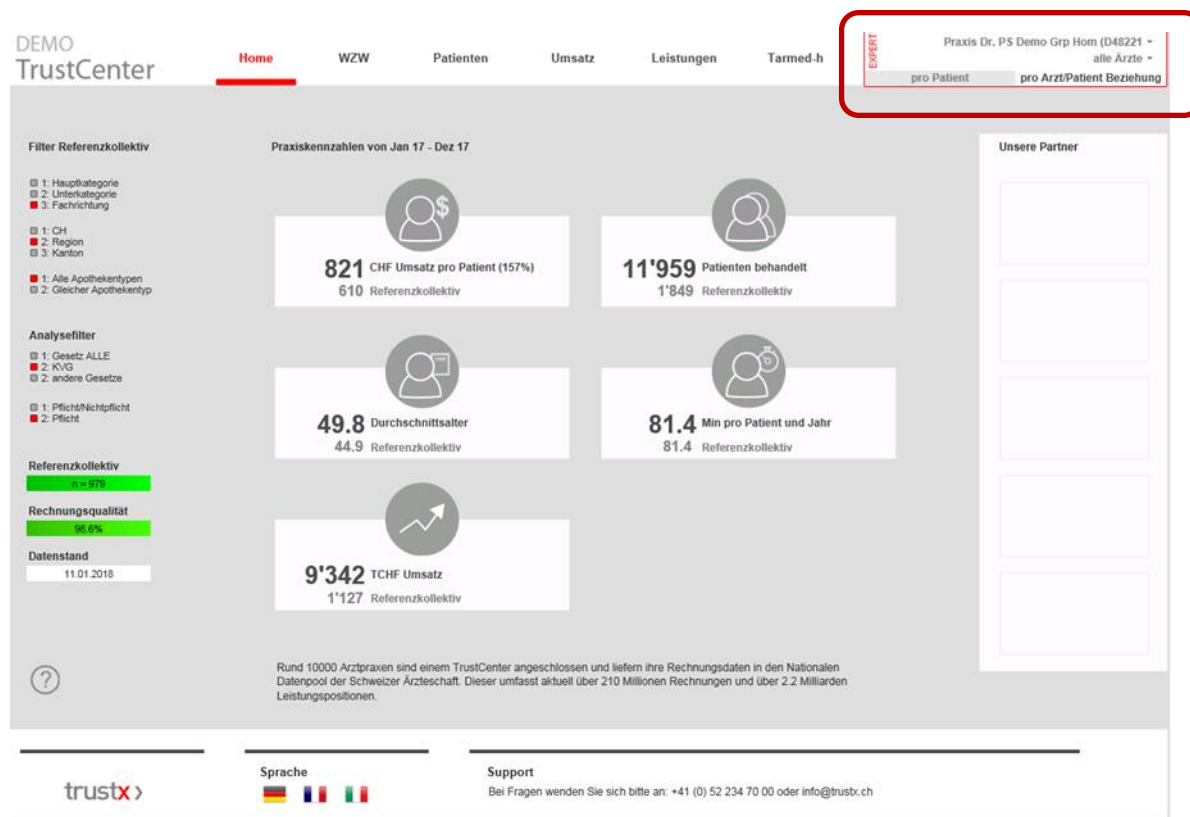 DEMO
TrustCenter
Home
WZW
Patienten
Umsatz
Leistungen
Tarmed-h
EXPERT
Praxis Dr. PS Demo Grp Hom (D48221
alle Ärzte
pro Patient
pro Arzt/Patient Beziehung
Filter Referenzkollektiv
1: Hauptkategorie
2: Unterkategorie
3: Fachrichtung
1: CH
2: Region
3: Kanton
1: Alle Apothekentypen
2: Gleicher Apothekentyp
Analysefilter
1: Gesetz ALLE
2: KVG
2: andere Gesetze
1: Pflicht/Nichtpflicht
2: Pflicht
Referenzkollektiv
n = 979
Rechnungsqualität
98.6%
Datenstand
11.01.2018
?
Praxiskennzahlen von Jan 17 - Dez 17
$
821 CHF Umsatz pro Patient (157%)
610 Referenzkollektiv
11'959 Patienten behandelt
1'849 Referenzkollektiv
49.8 Durchschnittsalter
44.9 Referenzkollektiv
81.4 Min pro Patient und Jahr
81.4 Referenzkollektiv
9'342 TCHF Umsatz
1'127 Referenzkollektiv
Unsere Partner
Rund 10000 Arztpraxen sind einem TrustCenter angeschlossen und liefern ihre Rechnungsdaten in den Nationalen
Datenpool der Schweizer Ärzteschaft. Dieser umfasst aktuell über 210 Millionen Rechnungen und über 2.2 Milliarden
Leistungspositionen.
trustx
Sprache
Support
Bei Fragen wenden Sie sich bitte an: +41 (0) 52 234 70 00 oder info@trustx.ch